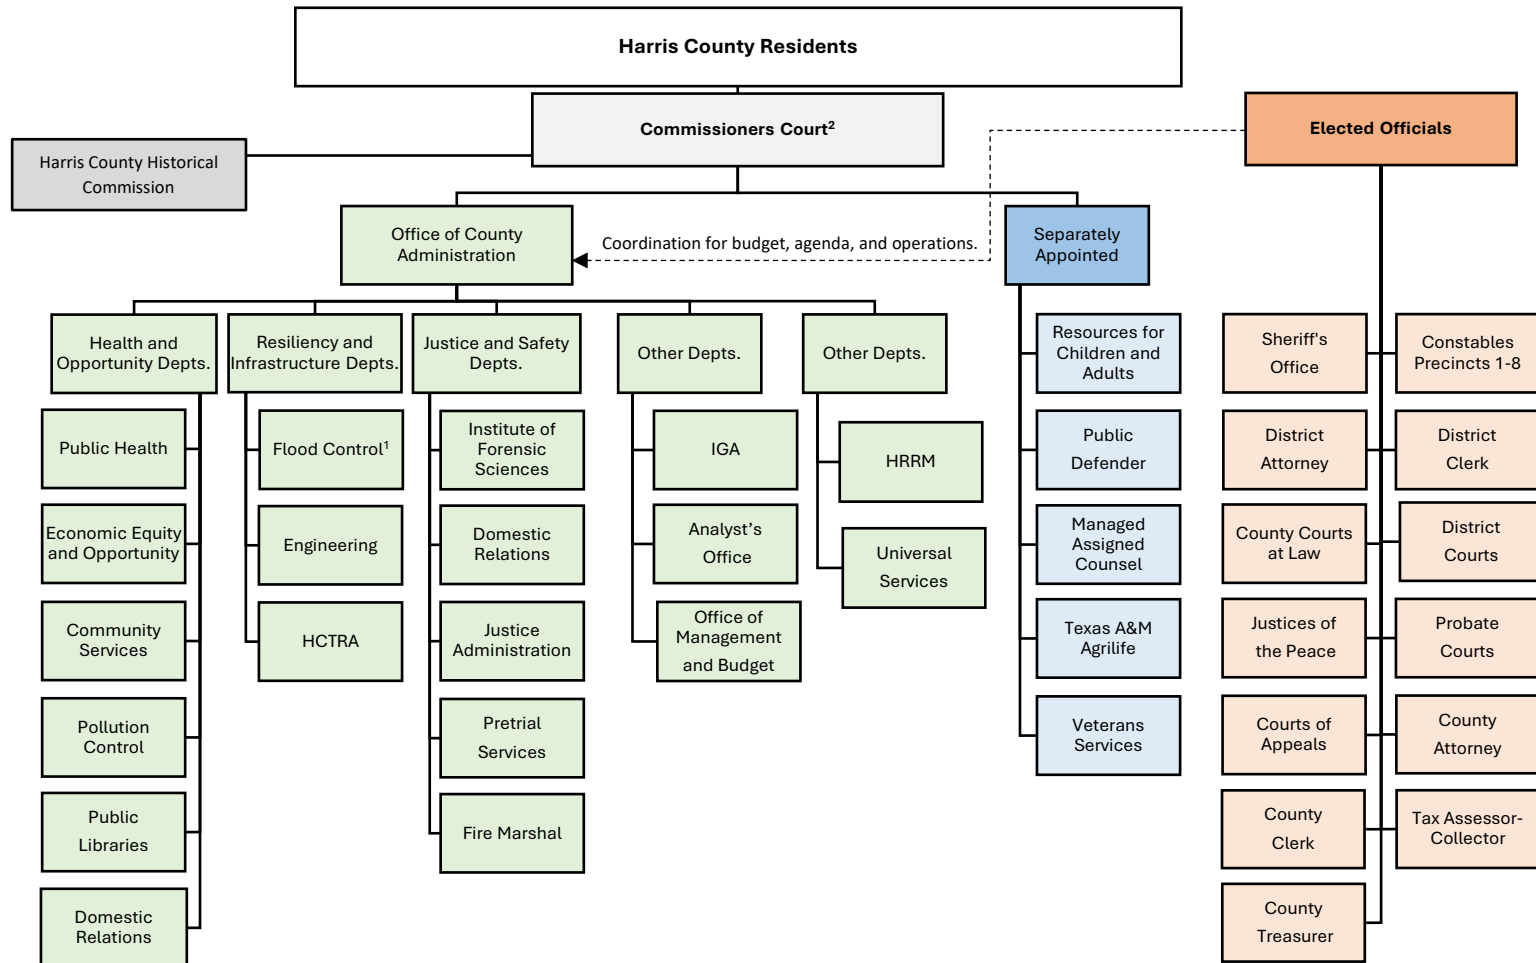 Harris County Residents
Commissioners Court²
Elected Officials
Harris County Historical
Commission
Office of County
Administration
Coordination for budget, agenda, and operations.
Separately
Appointed
Health and
Opportunity Depts.
Resiliency and
Infrastructure Depts.
Justice and Safety
Depts.
Other Depts.
Other Depts.
Public Health
Economic Equity
and Opportunity
Community
Services
Pollution
Control
Public
Libraries
Domestic
Relations
Flood Control¹
Engineering
HCTRA
Institute of
Forensic
Sciences
Domestic
Relations
Justice
Administration
Pretrial
Services
Fire Marshal
IGA
Analyst’s
Office
Office of
Management
and Budget
HRRM
Universal
Services
Resources for
Children and
Adults
Public
Defender
Managed
Assigned
Counsel
Texas A&M
Agrilife
Veterans
Services
Sheriff's
Office
Constables
Precincts 1-8
District
Attorney
District
Clerk
County Courts
at Law
District
Courts
Justices of
the Peace
Probate
Courts
Courts of
Appeals
County
Attorney
County
Clerk
Tax Assessor-
Collector
County
Treasurer